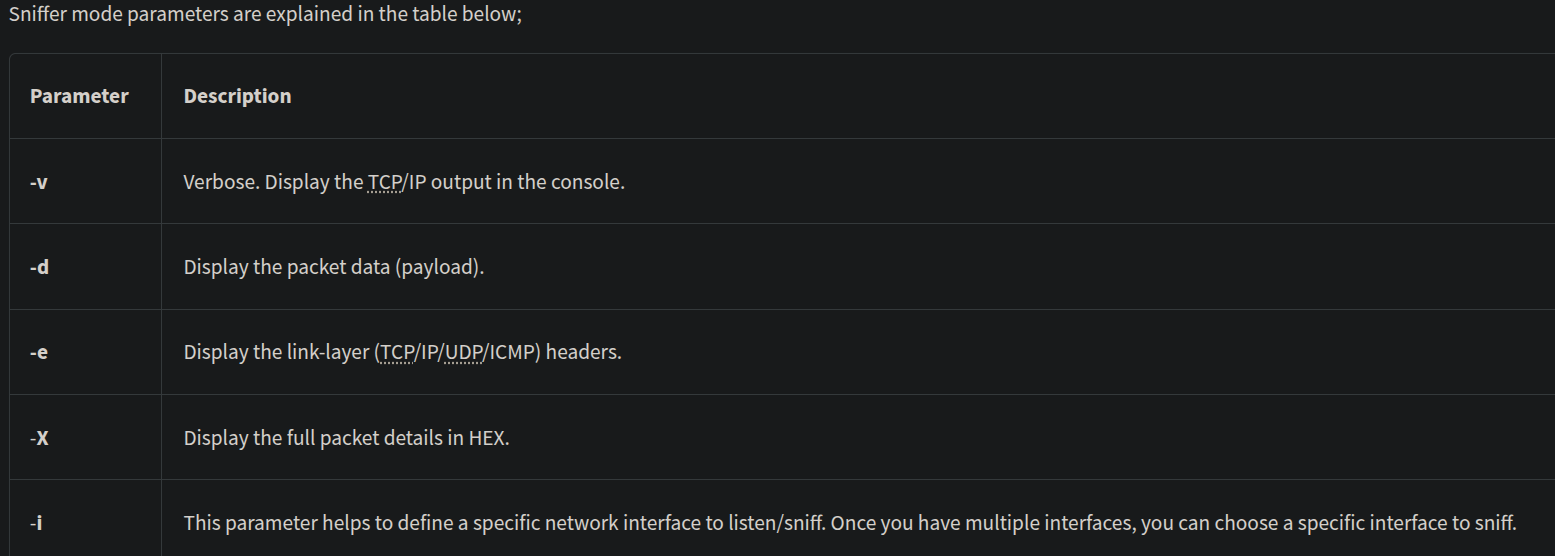 Sniffer mode parameters are explained in the table below;
Parameter Description
-v Verbose. Display the TCP/IP output in the console.
-d Display the packet data (payload).
-e Display the link-layer (TCP/IP/UDP/ICMP) headers.
-X Display the full packet details in HEX.
-i This parameter helps to define a specific network interface to listen/sniff. Once you have multiple interfaces, you can choose a specific interface to sniff.